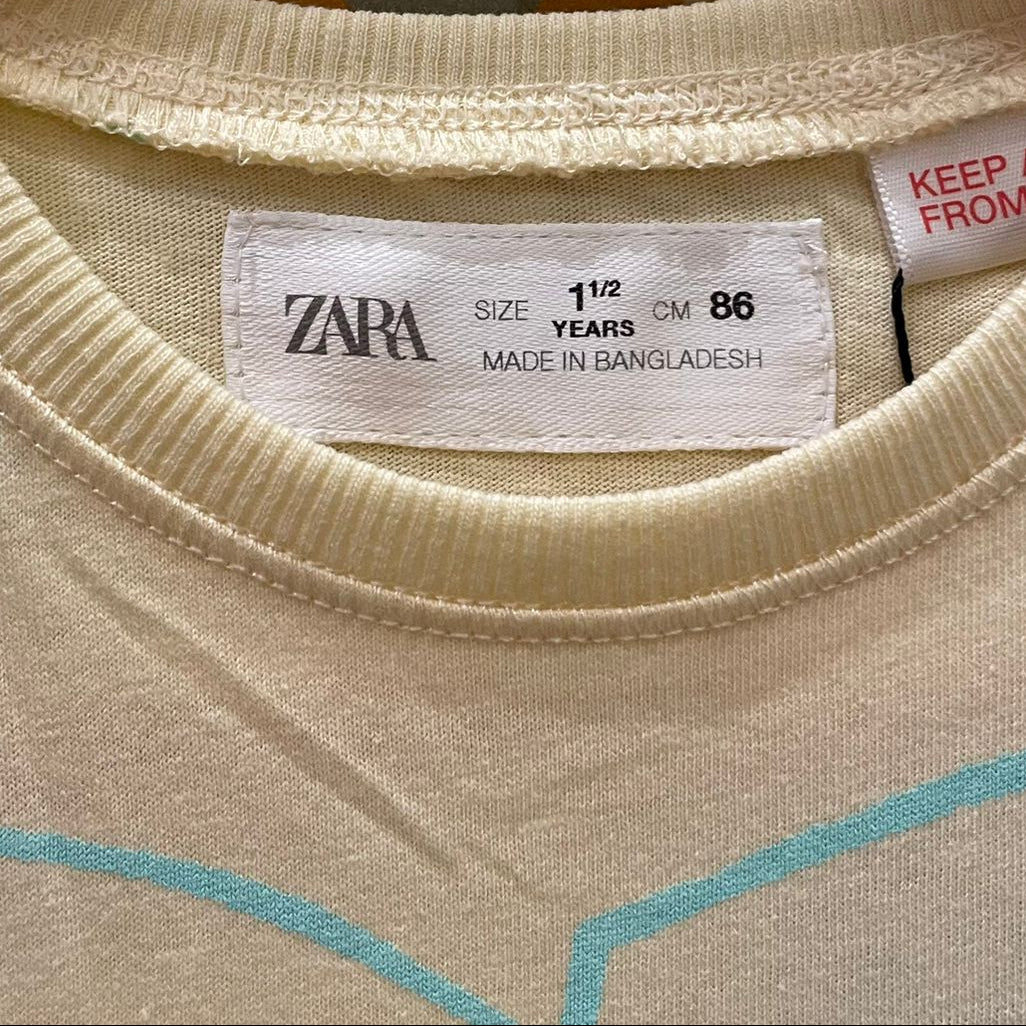 ZARA
SIZE 1 1/2 YEARS CM 86
MADE IN BANGLADESH
KEEP
FROM